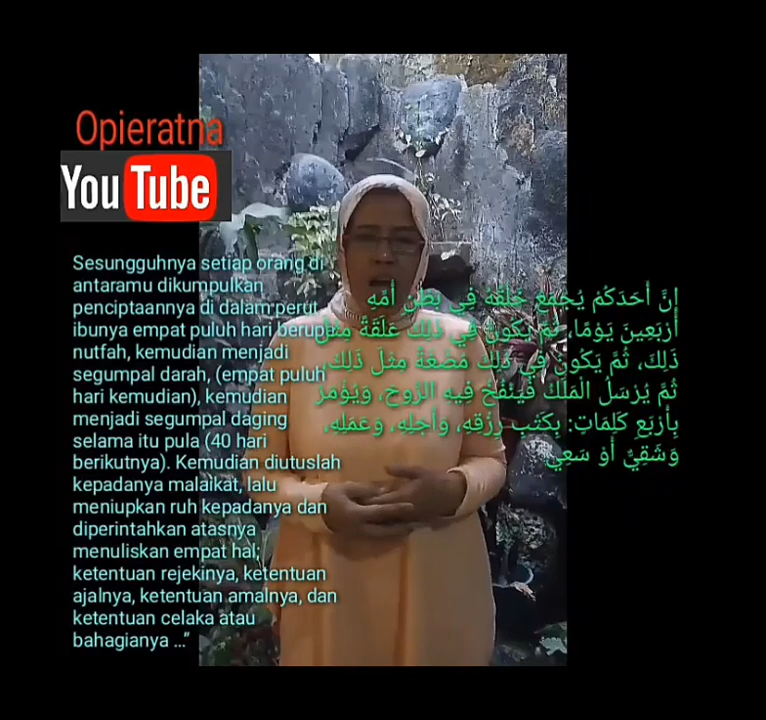 Opieratna
YouTube
Sesungguhnya setiap orang di
antaramu dikumpulkan
penciptaannya di dalam perut
ibunya empat puluh hari berupa
nutfah, kemudian menjadi
segumpal darah, (empat puluh
hari kemudian), kemudian
menjadi segumpal daging
selama itu pula (40 hari
berikutnya). Kemudian diutuslah
kepadanya malaikat, lalu
meniupkan ruh kepadanya dan
diperintahkan atasnya
menuliskan empat hal;
ketentuan rejekinya, ketentuan
ajalnya, ketentuan amalnya, dan
ketentuan celaka atau
bahagianya ...”
إِنَّ أَحَدَكُمْ يُجْمَعُ خَلْقُهُ فِي بَطْنِ أُمِّهِ
أَرْبَعِينَ يَوْمًا، ثُمَّ يَكُونُ فِي ذَلِكَ عَلَقَةً مِثْلَ
ذَلِكَ، ثُمَّ يَكُونُ فِي ذَلِكَ مُضْغَةً مِثْلَ ذَلِكَ،
ثُمَّ يُرْسَلُ الْمَلَكُ فَيَنْفُخُ فِيهِ الرُّوحَ، وَيُؤْمَرُ
بِأَرْبَعِ كَلِمَاتٍ: بِكَتْبِ رِزْقِهِ، وَأَجَلِهِ، وَعَمَلِهِ،
وَشَقِيٌّ أَوْ سَعِي